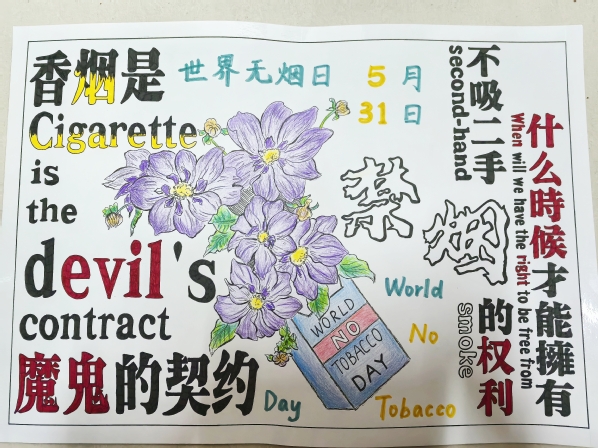 香烟是
Cigarette
is
the
devil's
contract
魔鬼的契约
世界无烟日 5月
31日
禁烟
WORLD
NO
TOBACCO
DAY
World
No
Tobacco
Day
什么時候才能擁有
When will we have the right to be free from
不吸二手
second-hand
smoke
的权利